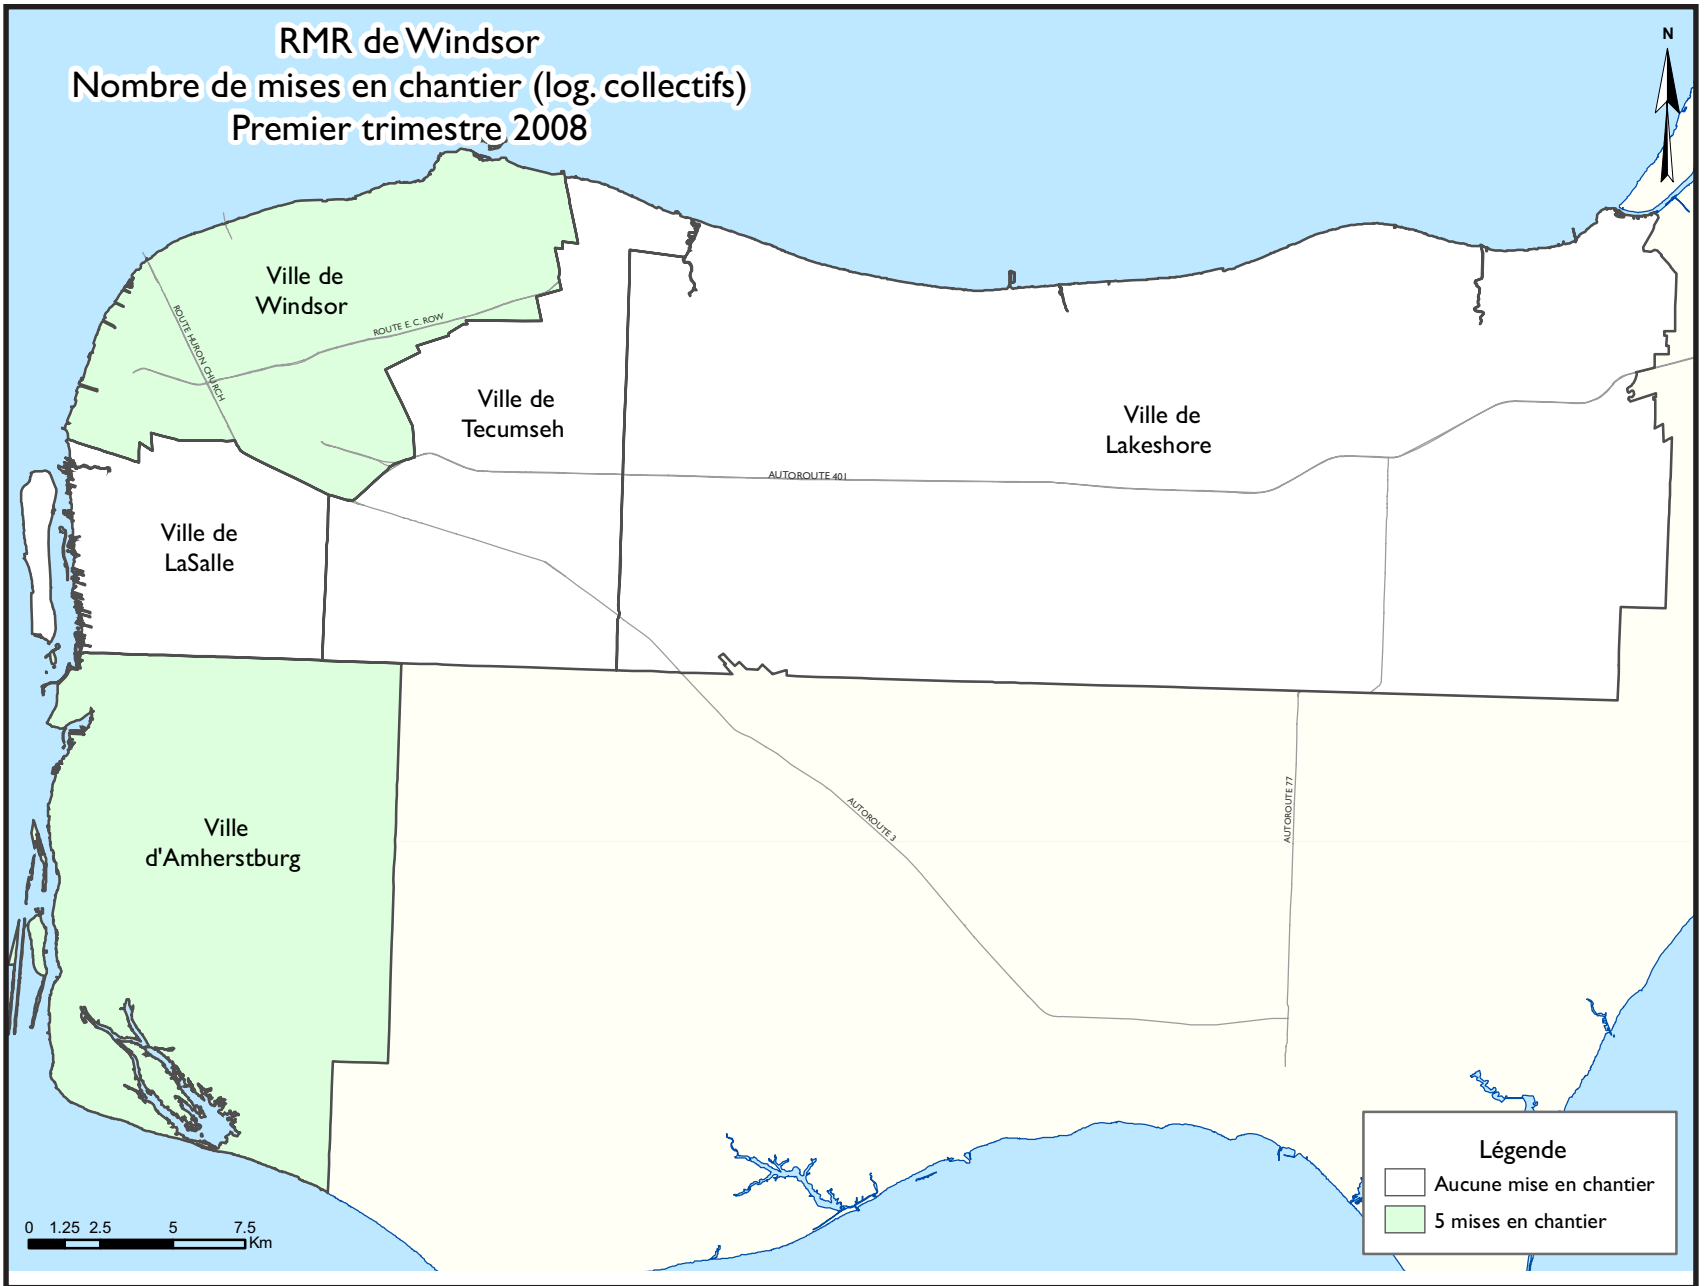 RMR de Windsor
Nombre de mises en chantier (log. collectifs)
Premier trimestre 2008
N
Ville de
Windsor
ROUTE HURON CHURCH
ROUTE E. C. ROW
Ville de
Tecumseh
Ville de
Lakeshore
AUTOROUTE 401
Ville de
LaSalle
Ville
d'Amherstburg
AUTOROUTE 3
AUTOROUTE 77
Légende
Aucune mise en chantier
5 mises en chantier
0 1.25 2.5 5 7.5
Km